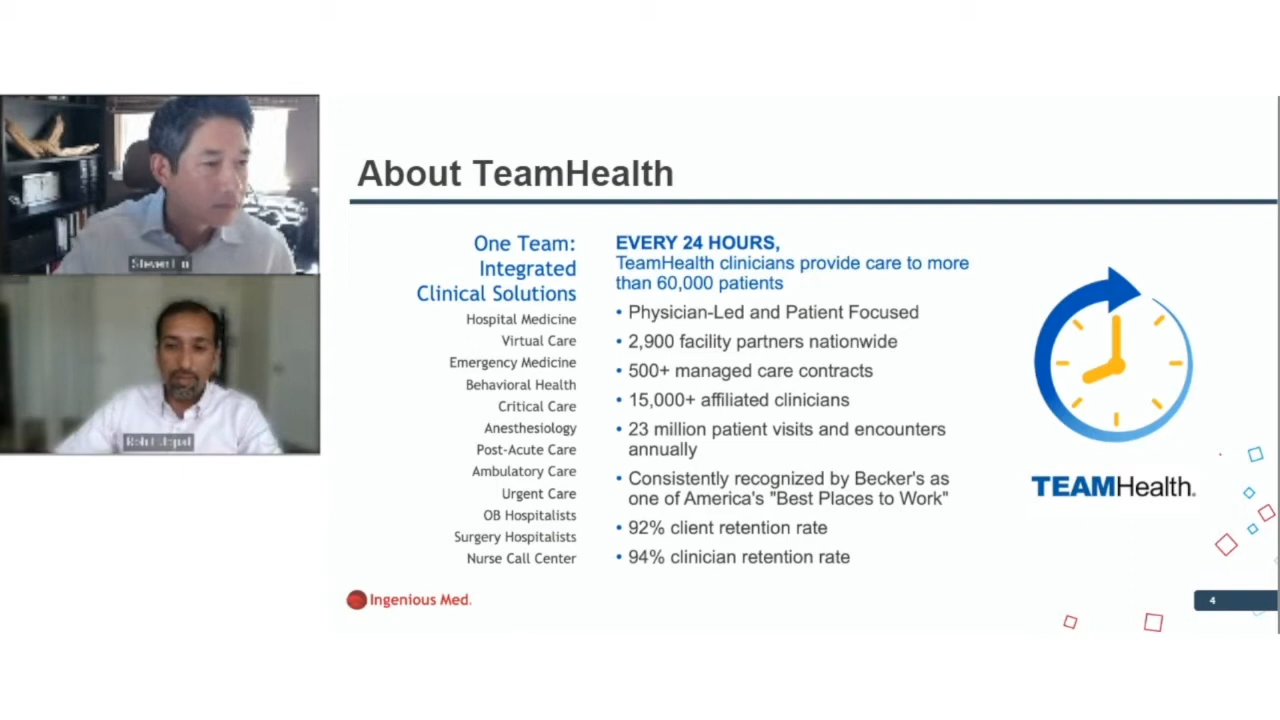 About TeamHealth
One Team:
Integrated
Clinical Solutions
Hospital Medicine
Virtual Care
Emergency Medicine
Behavioral Health
Critical Care
Anesthesiology
Post-Acute Care
Ambulatory Care
Urgent Care
OB Hospitalists
Surgery Hospitalists
Nurse Call Center
EVERY 24 HOURS,
TeamHealth clinicians provide care to more
than 60,000 patients
• Physician-Led and Patient Focused
• 2,900 facility partners nationwide
• 500+ managed care contracts
• 15,000+ affiliated clinicians
• 23 million patient visits and encounters
annually
• Consistently recognized by Becker's as
one of America's "Best Places to Work"
• 92% client retention rate
• 94% clinician retention rate
TEAMHealth.
Ingenious Med.
4